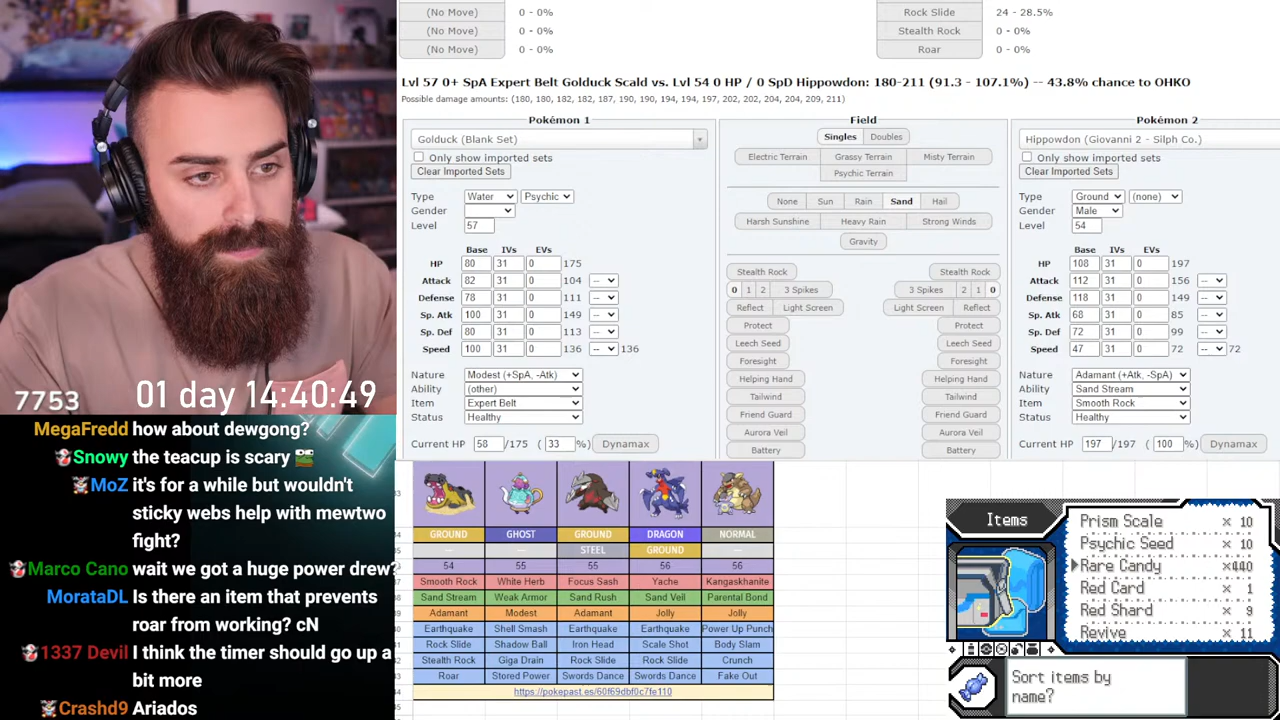 (No Move) 0 - 0%
(No Move) 0 - 0%
(No Move) 0 - 0%
Rock Slide 24 - 28.5%
Stealth Rock 0 - 0%
Roar 0 - 0%
Lvl 57 0+ SpA Expert Belt Golduck Scald vs. Lvl 54 0 HP / 0 SpD Hippowdon: 180-211 (91.3 - 107.1%) -- 43.8% chance to OHKO
Possible damage amounts: (180, 180, 182, 182, 187, 190, 190, 194, 194, 197, 202, 202, 204, 204, 209, 211)
Pokémon 1
Golduck (Blank Set)
Only show imported sets
Clear Imported Sets
Type Water Psychic
Gender
Level 57
Base IVs EVs
HP 80 31 0 175
Attack 82 31 0 104 --
Defense 78 31 0 111 --
Sp. Atk 100 31 0 149 --
Sp. Def 80 31 0 113 --
Speed 100 31 0 136 -- 136
Nature Modest (+SpA, -Atk)
Ability (other)
Item Expert Belt
Status Healthy
Current HP 58 /175 ( 33 %) Dynamax
Field
Singles Doubles
Electric Terrain Grassy Terrain Misty Terrain
Psychic Terrain
None Sun Rain Sand Hail
Harsh Sunshine Heavy Rain Strong Winds
Gravity
Stealth Rock Stealth Rock
0 1 2 3 Spikes 3 Spikes 2 1 0
Reflect Light Screen Light Screen Reflect
Protect Protect
Leech Seed Leech Seed
Foresight Foresight
Helping Hand Helping Hand
Tailwind Tailwind
Friend Guard Friend Guard
Aurora Veil Aurora Veil
Battery Battery
Pokémon 2
Hippowdon (Giovanni 2 - Silph Co.)
Only show imported sets
Clear Imported Sets
Type Ground (none)
Gender Male
Level 54
Base IVs EVs
HP 108 31 0 197
Attack 112 31 0 156 --
Defense 118 31 0 149 --
Sp. Atk 68 31 0 85 --
Sp. Def 72 31 0 99 --
Speed 47 31 0 72 -- 72
Nature Adamant (+Atk, -SpA)
Ability Sand Stream
Item Smooth Rock
Status Healthy
Current HP 197 /197 ( 100 %) Dynamax
7753 01 day 14:40:49
MegaFredd how about dewgong?
Snowy the teacup is scary
MoZ it's for a while but wouldn't
sticky webs help with mewtwo
fight?
Marco Cano wait we got a huge power drew?
MorataDL Is there an item that prevents
roar from working? cN
1337 Devil I think the timer should go up a
bit more
Crashd9 Ariados
GROUND GHOST GROUND DRAGON NORMAL
— — STEEL GROUND —
54 55 55 56 56
Smooth Rock White Herb Focus Sash Yache Kangaskhanite
Sand Stream Weak Armor Sand Rush Sand Veil Parental Bond
Adamant Modest Adamant Jolly Jolly
Earthquake Shell Smash Earthquake Earthquake Power Up Punch
Rock Slide Shadow Ball Iron Head Scale Shot Body Slam
Stealth Rock Giga Drain Rock Slide Rock Slide Crunch
Roar Stored Power Swords Dance Swords Dance Fake Out
https://pokepast.es/60f69dbf0c7fe110
Items
Prism Scale × 10
Psychic Seed × 10
Rare Candy ×440
Red Card × 1
Red Shard × 9
Revive × 11
Sort items by
name?